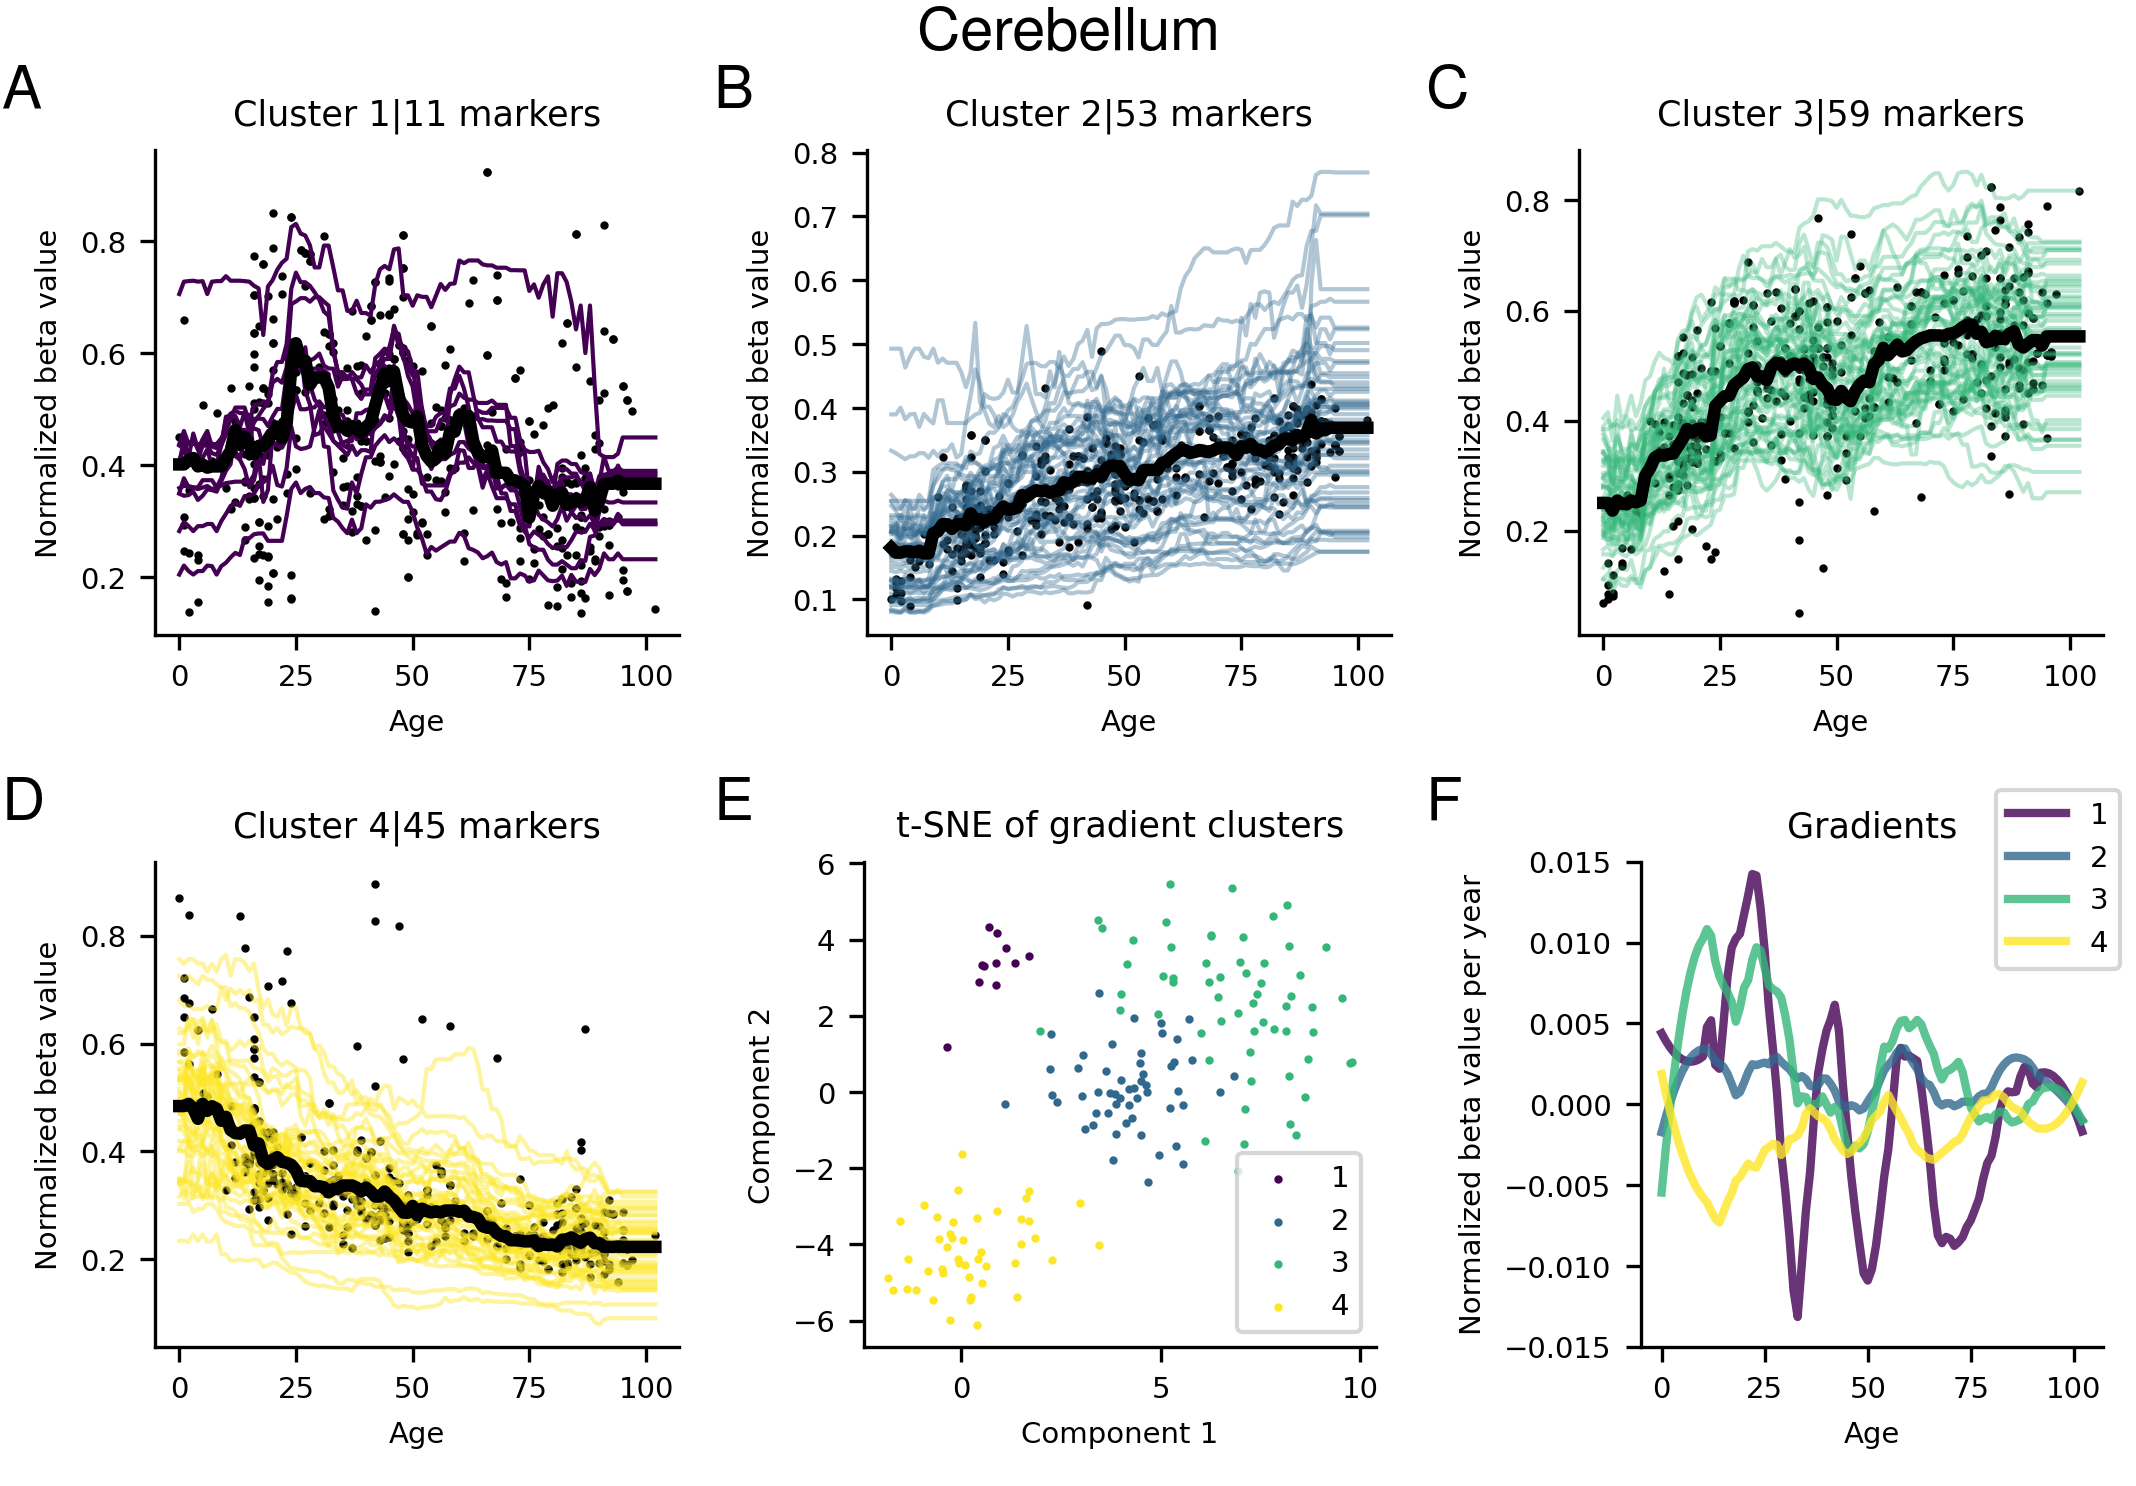 Cerebellum
A
Cluster 1|11 markers
Normalized beta value
0.8
0.6
0.4
0.2
0 25 50 75 100
Age
B
Cluster 2|53 markers
Normalized beta value
0.8
0.7
0.6
0.5
0.4
0.3
0.2
0.1
0 25 50 75 100
Age
C
Cluster 3|59 markers
Normalized beta value
0.8
0.6
0.4
0.2
0 25 50 75 100
Age
D
Cluster 4|45 markers
Normalized beta value
0.8
0.6
0.4
0.2
0 25 50 75 100
Age
E
t-SNE of gradient clusters
Component 2
6
4
2
0
−2
−4
−6
1
2
3
4
0 5 10
Component 1
F
Gradients
1
2
3
4
Normalized beta value per year
0.015
0.010
0.005
0.000
−0.005
−0.010
−0.015
0 25 50 75 100
Age